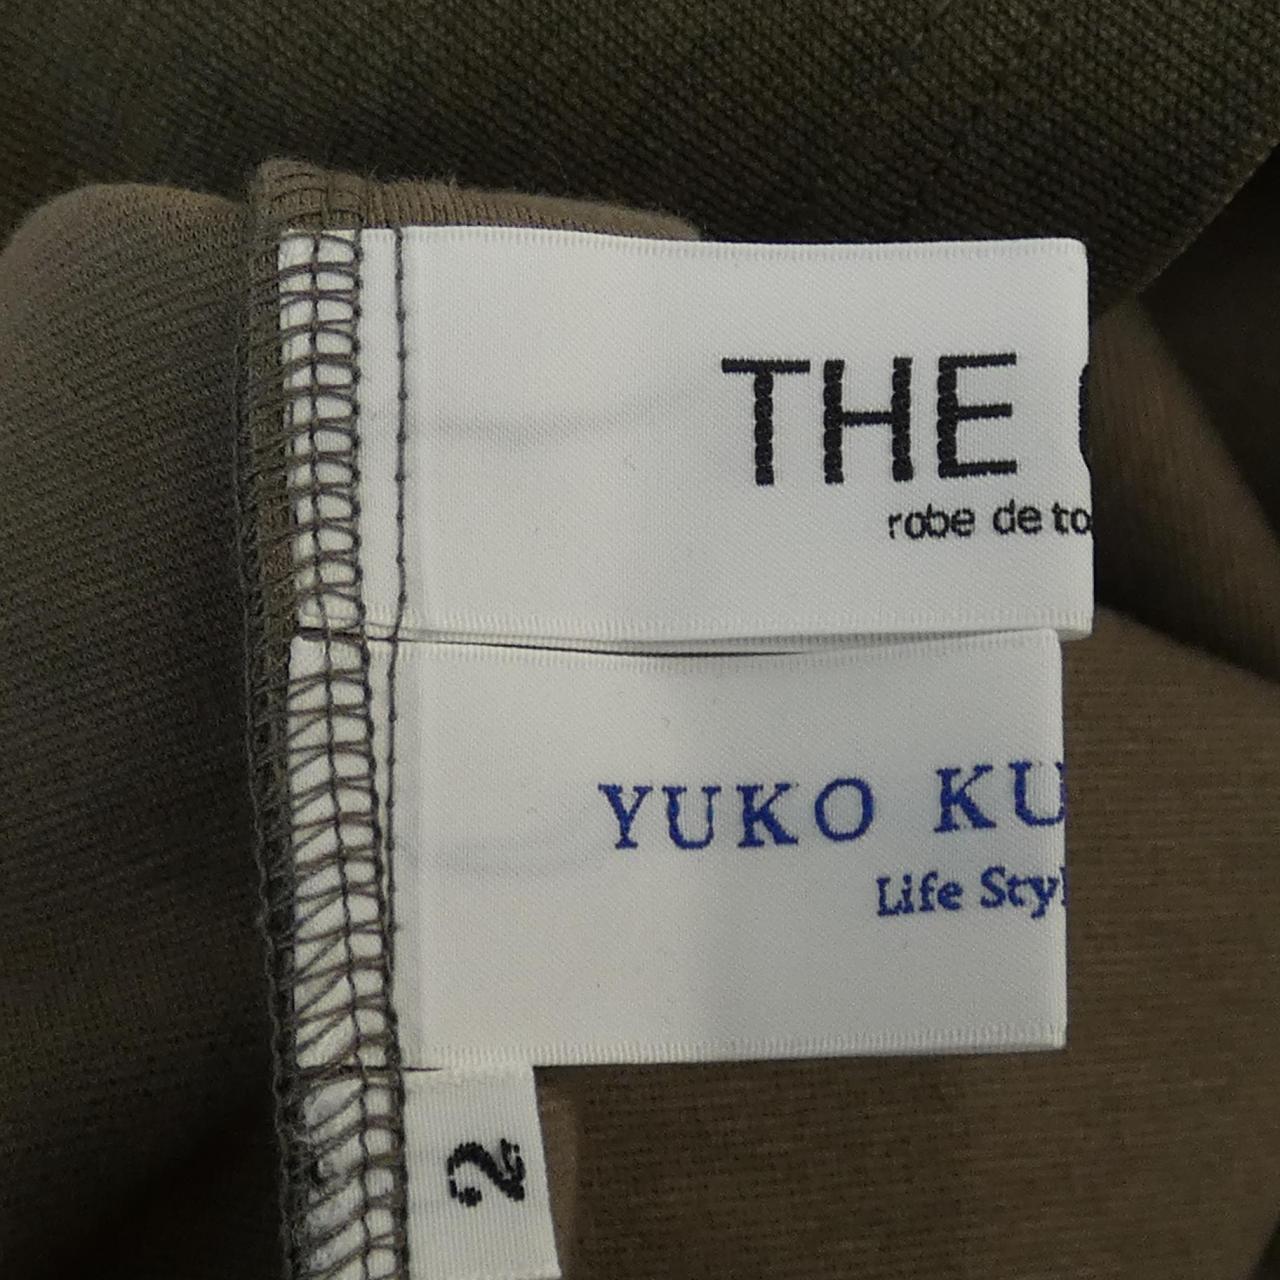 THE
robe de to
YUKO KU
Life Styl
2